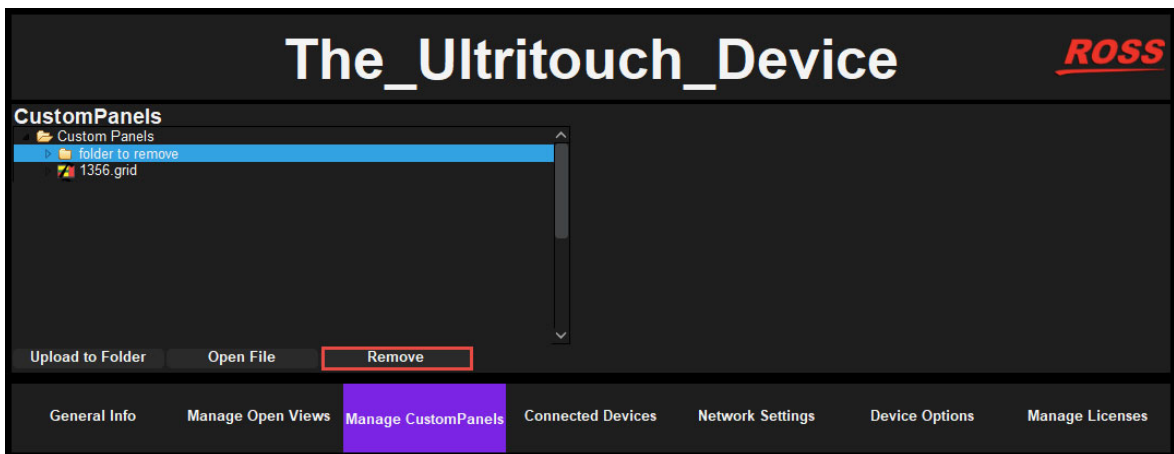 The_Ultritouch_Device
ROSS
CustomPanels
Custom Panels
folder to remove
1356.grid
Upload to Folder Open File Remove
General Info Manage Open Views Manage CustomPanels Connected Devices Network Settings Device Options Manage Licenses